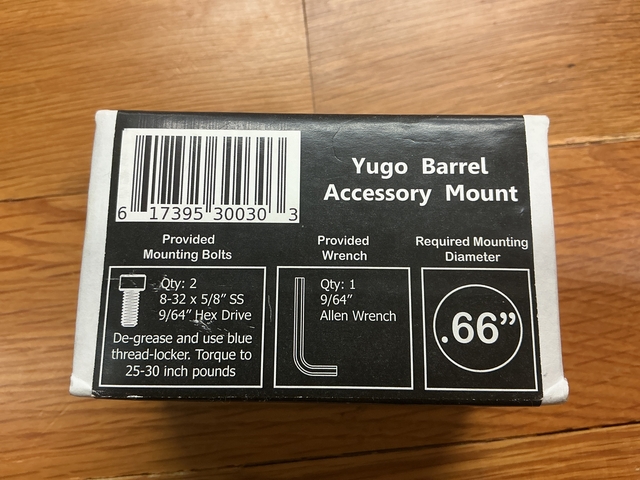 Yugo Barrel
Accessory Mount
6 17395 30030 3
Provided
Mounting Bolts
Qty: 2
8-32 x 5/8” SS
9/64” Hex Drive
De-grease and use blue
thread-locker. Torque to
25-30 inch pounds
Provided
Wrench
Qty: 1
9/64”
Allen Wrench
Required Mounting
Diameter
.66”